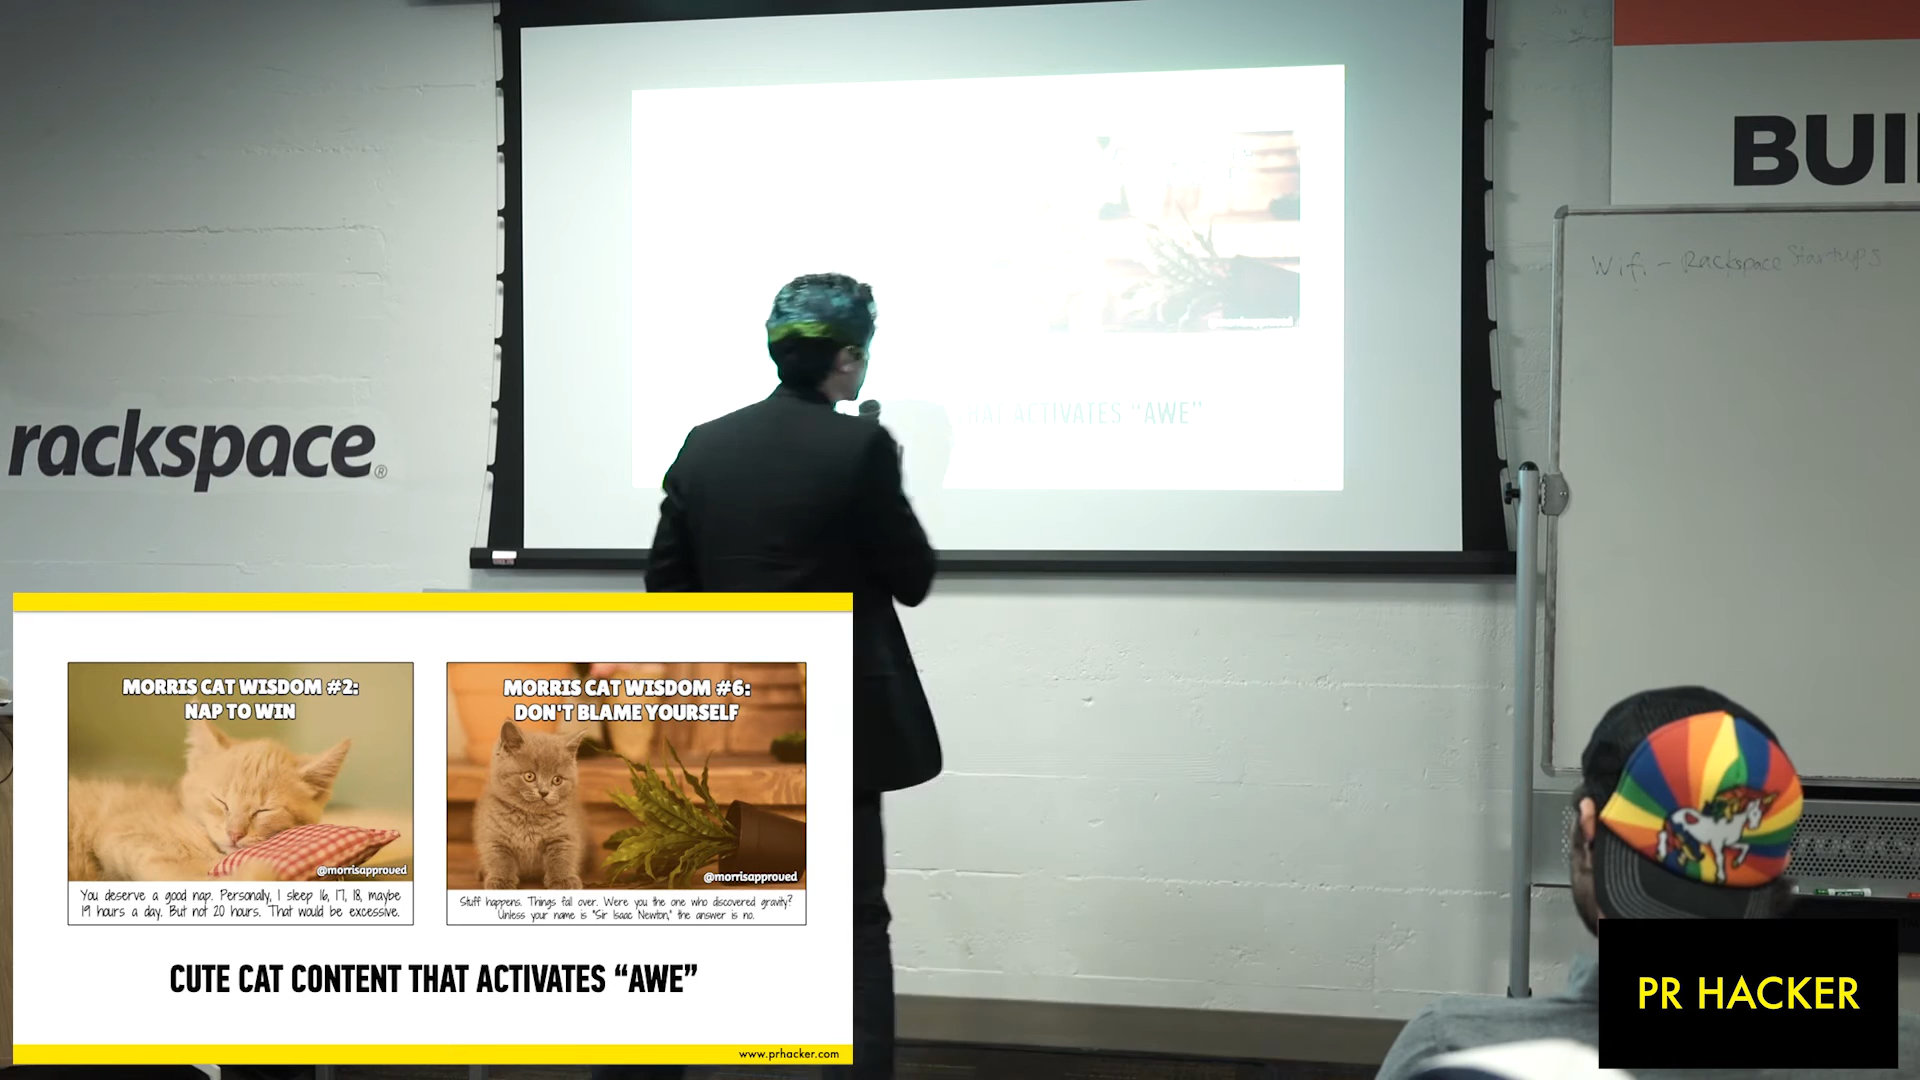 BUI
Wifi - Rackspace Startups
THAT ACTIVATES “AWE”
rackspace®
MORRIS CAT WISDOM #2:
NAP TO WIN
@morrisapproved
You deserve a good nap. Personally, I sleep 16, 17, 18, maybe
19 hours a day. But not 20 hours. That would be excessive.
MORRIS CAT WISDOM #6:
DON'T BLAME YOURSELF
@morrisapproved
Stuff happens. Things fall over. Were you the one who discovered gravity?
Unless your name is "Sir Isaac Newton," the answer is no.
CUTE CAT CONTENT THAT ACTIVATES “AWE”
www.prhacker.com
PR HACKER